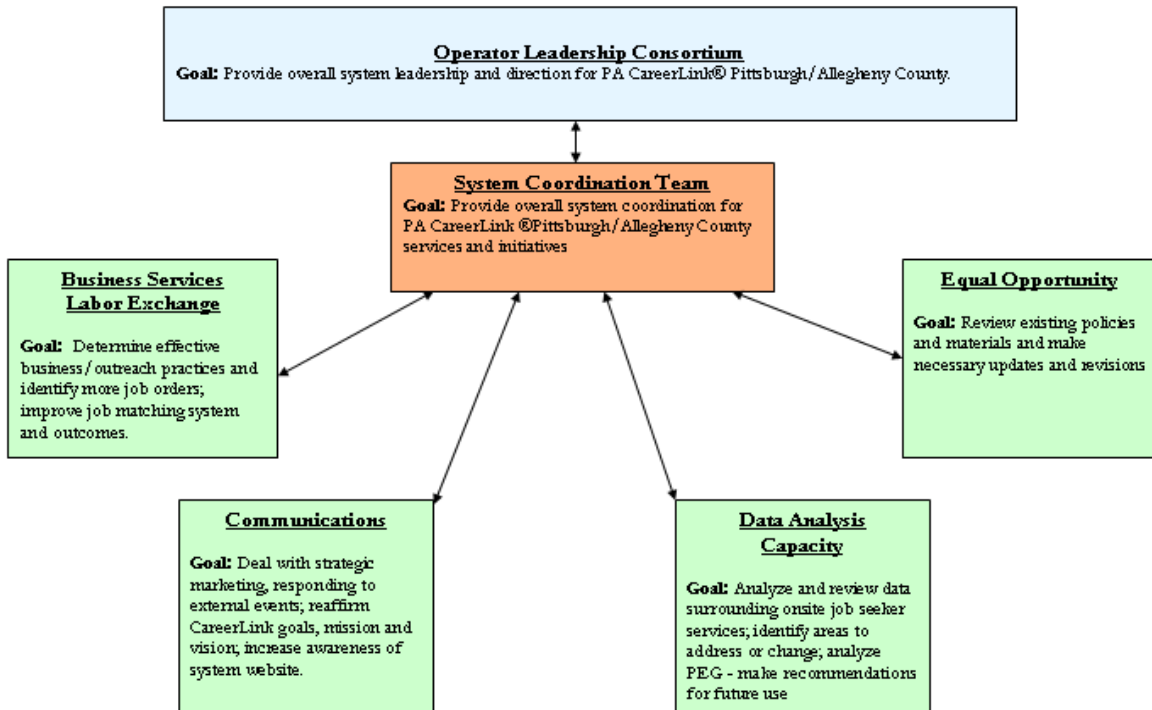 Operator Leadership Consortium
Goal: Provide overall system leadership and direction for PA CareerLink® Pittsburgh/Allegheny County.
System Coordination Team
Goal: Provide overall system coordination for
PA CareerLink ®Pittsburgh/Allegheny County
services and initiatives
Business Services
Labor Exchange
Goal: Determine effective
business/outreach practices and
identify more job orders;
improve job matching system
and outcomes.
Equal Opportunity
Goal: Review existing policies
and materials and make
necessary updates and revisions
Communications
Goal: Deal with strategic
marketing, responding to
external events; reaffirm
CareerLink goals, mission and
vision; increase awareness of
system website.
Data Analysis
Capacity
Goal: Analyze and review data
surrounding onsite job seeker
services; identify areas to
address or change; analyze
PEG - make recommendations
for future use